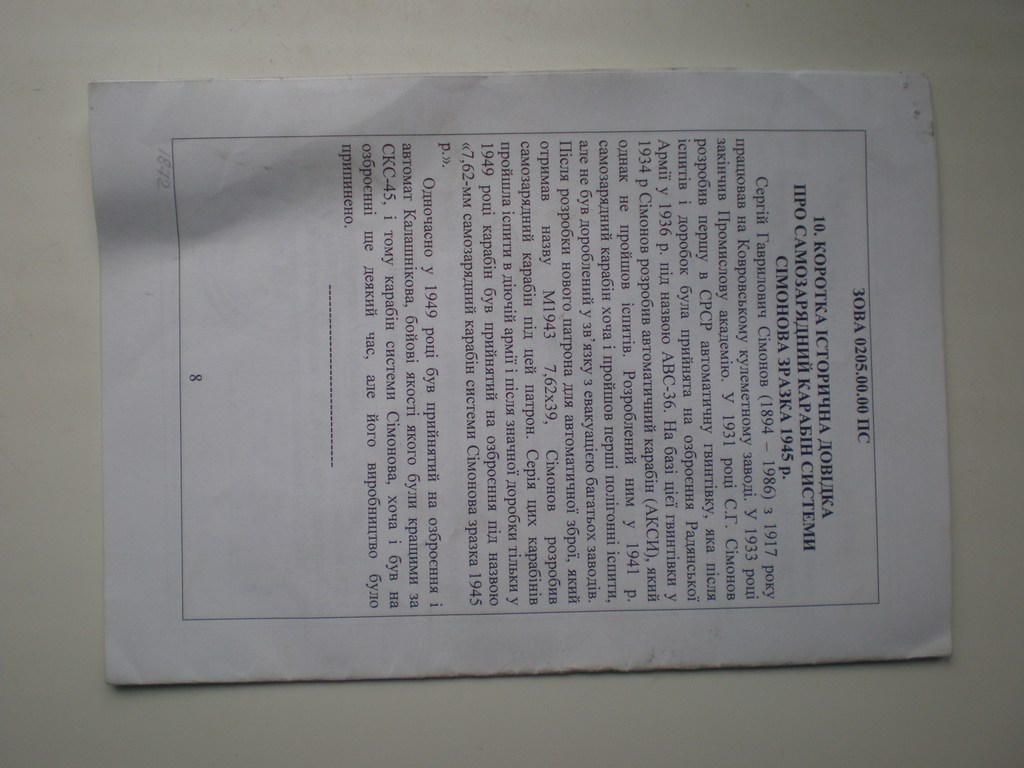 ЗОВА 0205.00.00 ПС
10. КОРОТКА ІСТОРИЧНА ДОВІДКА
ПРО САМОЗАРЯДНИЙ КАРАБІН СИСТЕМИ
СІМОНОВА ЗРАЗКА 1945 р.
Сергій Гаврилович Сімонов (1894 – 1986) з 1917 року
працював на Ковровському кулеметному заводі. У 1933 році
закінчив Промислову академію. У 1931 році С.Г. Сімонов
розробив першу в СРСР автоматичну гвинтівку, яка після
іспитів і доробок була прийнята на озброєння Радянської
Армії у 1936 р. під назвою АВС-36. На базі цієї гвинтівки у
1934 р Сімонов розробив автоматичний карабін (АКСИ), який
однак не пройшов іспитів. Розроблений ним у 1941 р.
самозарядний карабін хоча і пройшов перші полігонні іспити,
але не був дороблений у зв'язку з евакуацією багатьох заводів.
Після розробки нового патрона для автоматичної зброї, який
отримав назву М1943 7,62х39, Сімонов розробив
самозарядний карабін під цей патрон. Серія цих карабінів
пройшла іспити в діючій армії і після значної доробки тільки у
1949 році карабін був прийнятий на озброєння під назвою
«7,62-мм самозарядний карабін системи Сімонова зразка 1945
р.».
Одночасно у 1949 році був прийнятий на озброєння і
автомат Калашнікова, бойові якості якого були кращими за
СКС-45, і тому карабін системи Сімонова, хоча і був на
озброєнні ще деякий час, але його виробництво було
припинено.
------------------------------
8
1872